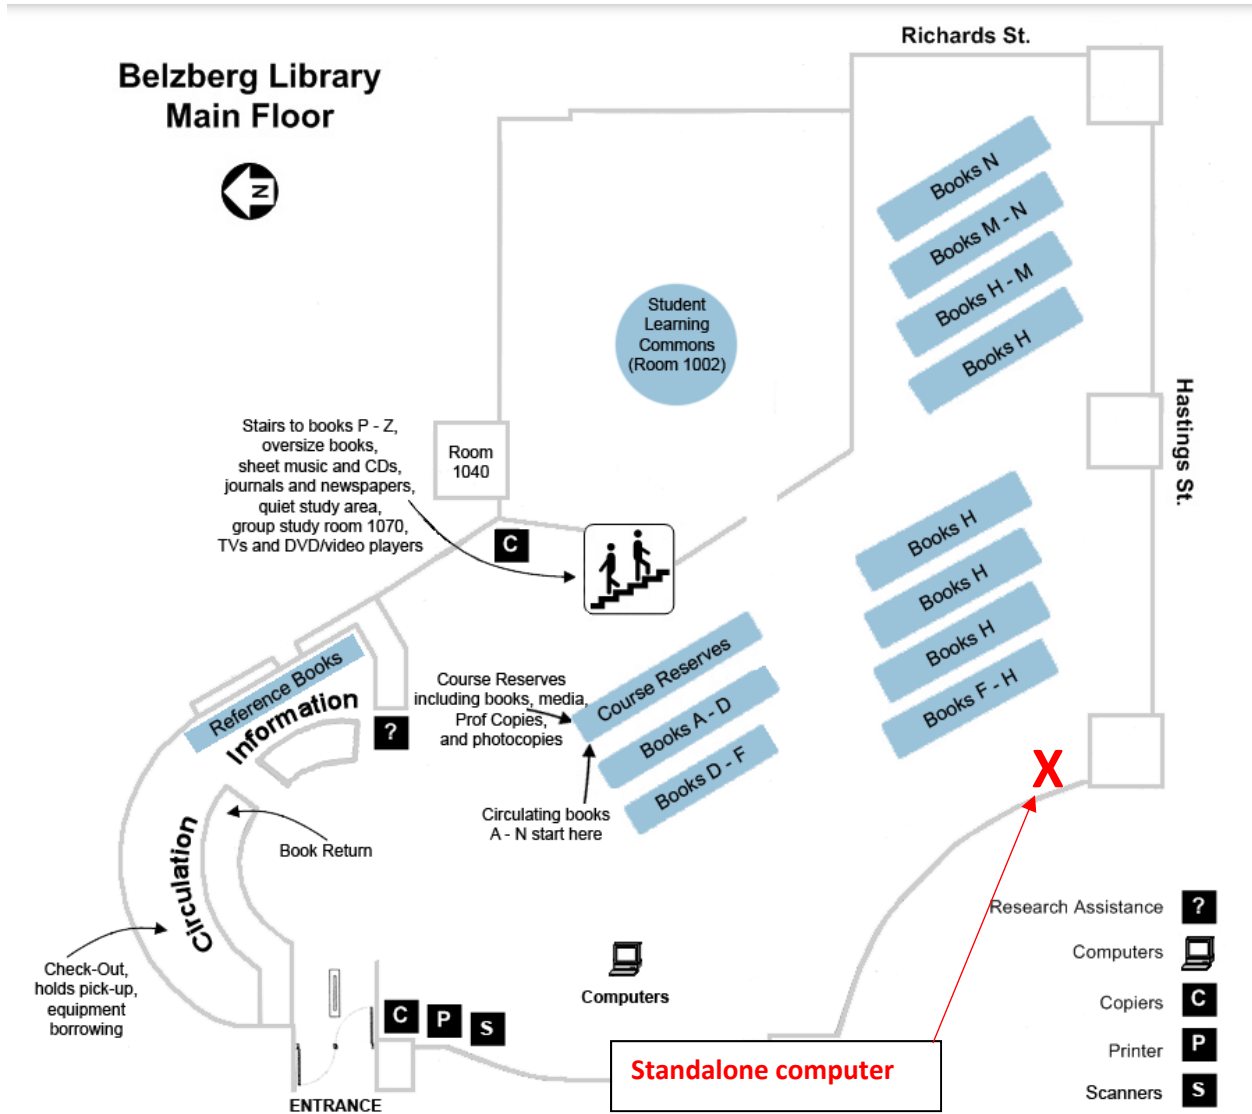 Richards St.
Belzberg Library
Main Floor
N
Books N
Books M - N
Books H - M
Books H
Student
Learning
Commons
(Room 1002)
Hastings St.
Stairs to books P - Z,
oversize books,
sheet music and CDs,
journals and newspapers,
quiet study area,
group study room 1070,
TVs and DVD/video players
Room
1040
C
Books H
Books H
Books H
Books F - H
Reference Books
Information
?
Course Reserves
including books, media,
Prof Copies,
and photocopies
Course Reserves
Books A - D
Books D - F
X
Circulating books
A - N start here
Book Return
Circulation
Check-Out,
holds pick-up,
equipment
borrowing
Computers
C
P
S
ENTRANCE
Standalone computer
Research Assistance ?
Computers
Copiers C
Printer P
Scanners S